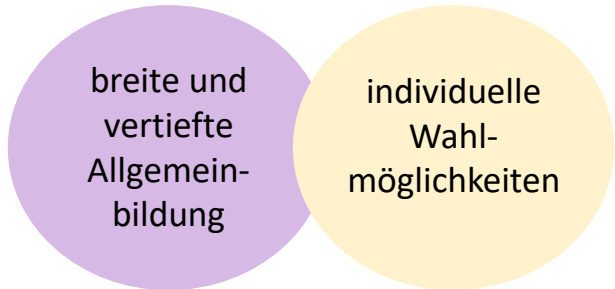 breite und
vertiefte
Allgemein-
bildung
individuelle
Wahl-
möglichkeiten